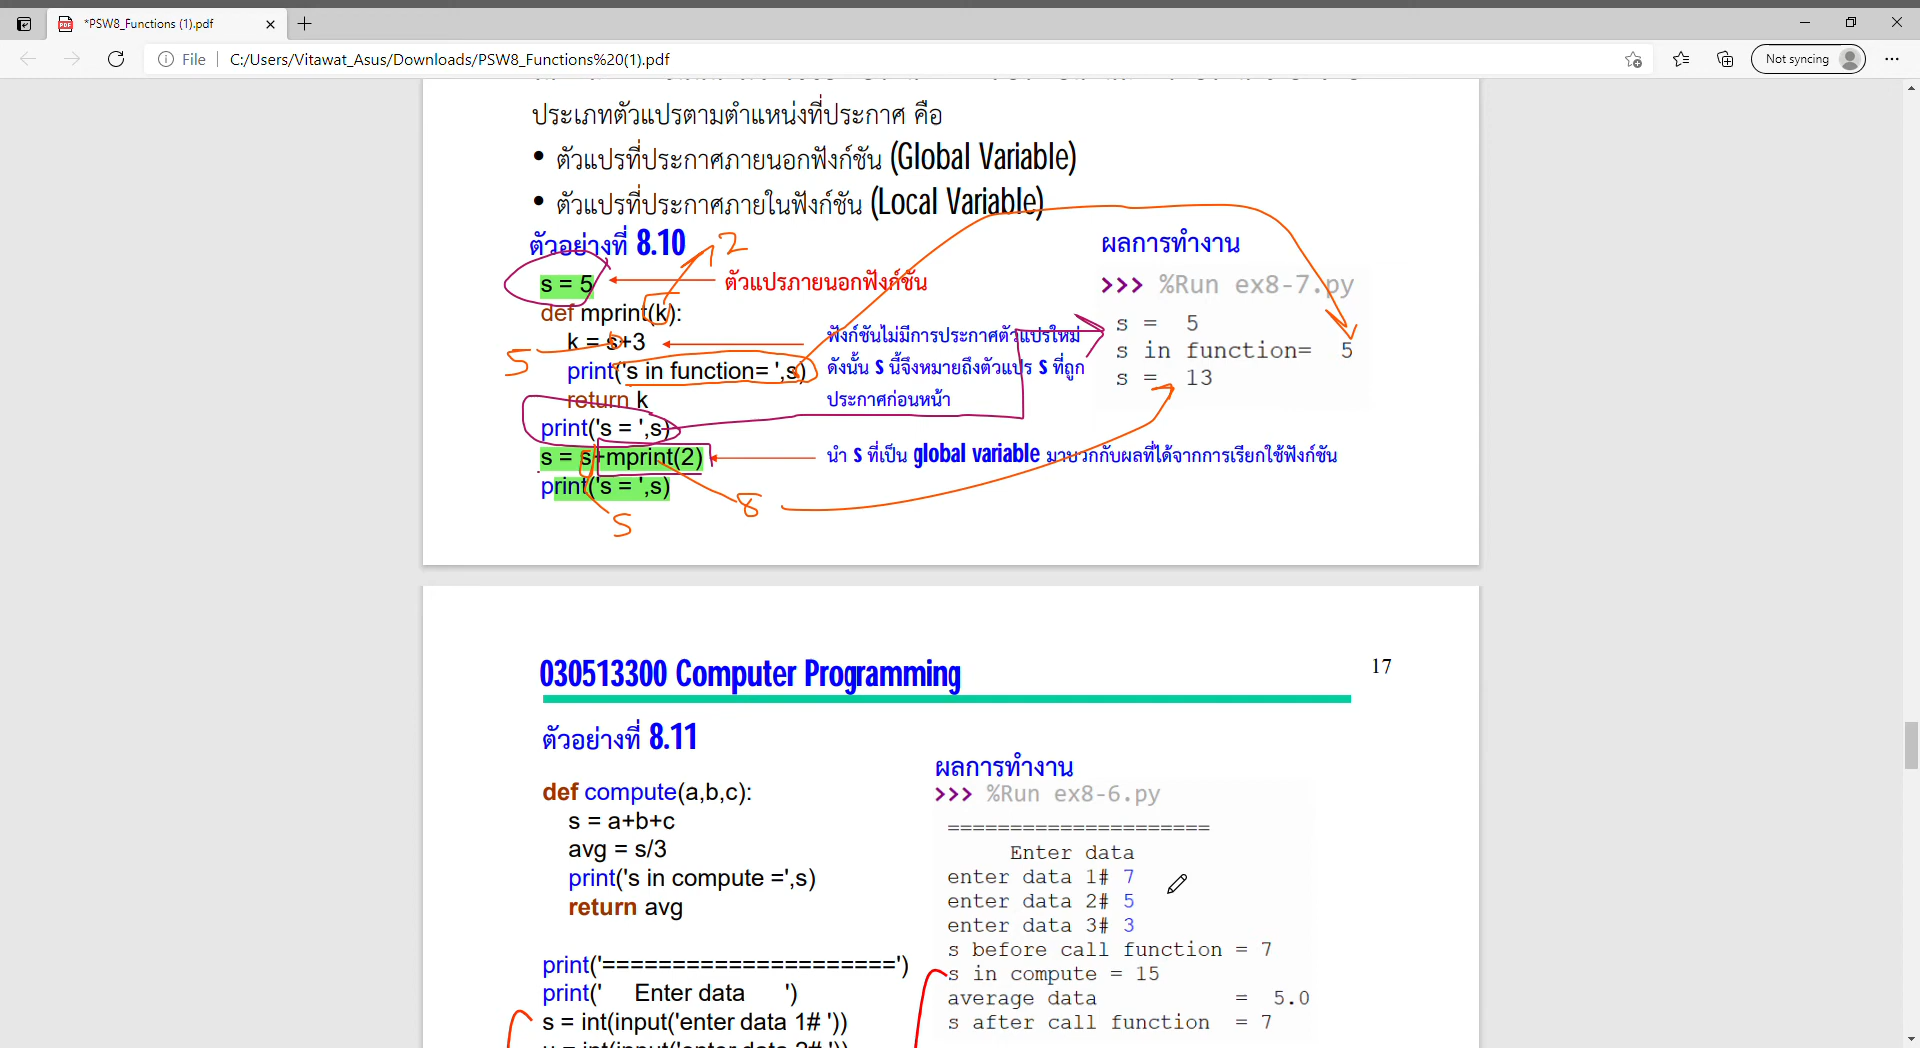 *PSW8_Functions (1).pdf
File
C:/Users/Vitawat_Asus/Downloads/PSW8_Functions%20(1).pdf
Not syncing
ประเภทตัวแปรตามตำแหน่งที่ประกาศ คือ
• ตัวแปรที่ประกาศภายนอกฟังก์ชัน (Global Variable)
• ตัวแปรที่ประกาศภายในฟังก์ชัน (Local Variable)
ตัวอย่างที่ 8.10
2
s = 5
ตัวแปรภายนอกฟังก์ชัน
def mprint(k):
k = s+3
5
print('s in function= ',s)
return k
ฟังก์ชันไม่มีการประกาศตัวแปรใหม่
ดังนั้น s นี้จึงหมายถึงตัวแปร s ที่ถูก
ประกาศก่อนหน้า
print('s = ',s)
s = s+mprint(2)
นำ s ที่เป็น global variable มาบวกกับผลที่ได้จากการเรียกใช้ฟังก์ชัน
print('s = ',s)
8
5
ผลการทำงาน
>>> %Run ex8-7.py
s = 5
s in function= 5
s = 13
030513300 Computer Programming
17
ตัวอย่างที่ 8.11
def compute(a,b,c):
s = a+b+c
avg = s/3
print('s in compute =',s)
return avg
print('=====================')
print(' Enter data ')
s = int(input('enter data 1# '))
ผลการทำงาน
>>> %Run ex8-6.py
=====================
Enter data
enter data 1# 7
enter data 2# 5
enter data 3# 3
s before call function = 7
s in compute = 15
average data = 5.0
s after call function = 7